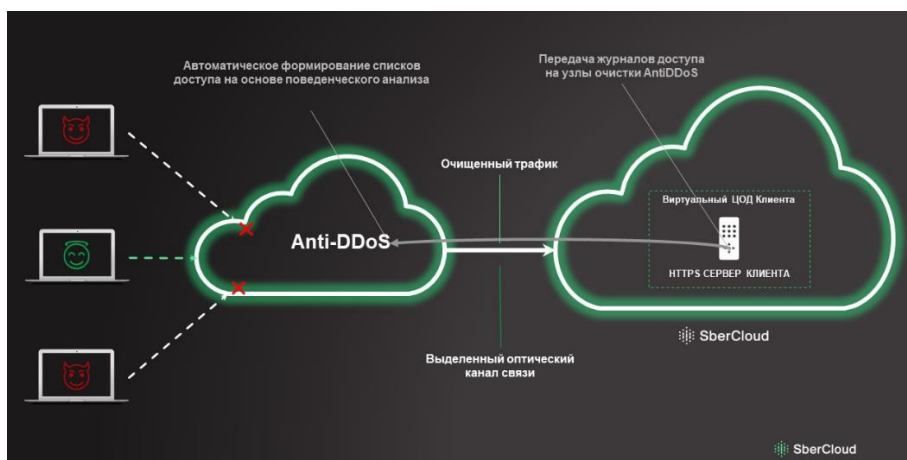 Автоматическое формирование списков
доступа на основе поведенческого анализа
Передача журналов доступа
на узлы очистки AntiDDoS
Очищенный трафик
Виртуальный ЦОД Клиента
Anti-DDoS
HTTPS СЕРВЕР КЛИЕНТА
SberCloud
Выделенный оптический
канал связи
SberCloud